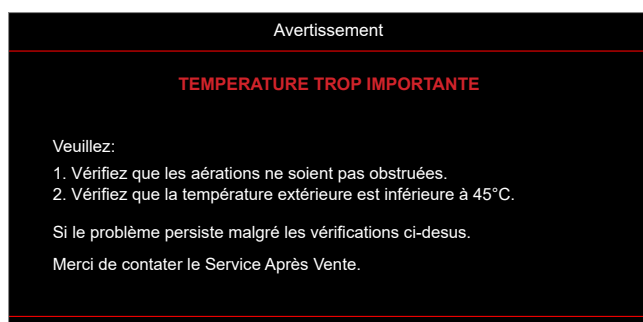 Avertissement
TEMPERATURE TROP IMPORTANTE
Veuillez:
1. Vérifiez que les aérations ne soient pas obstruées.
2. Vérifiez que la température extérieure est inférieure à 45°C.
Si le problème persiste malgré les vérifications ci-desus.
Merci de contater le Service Après Vente.